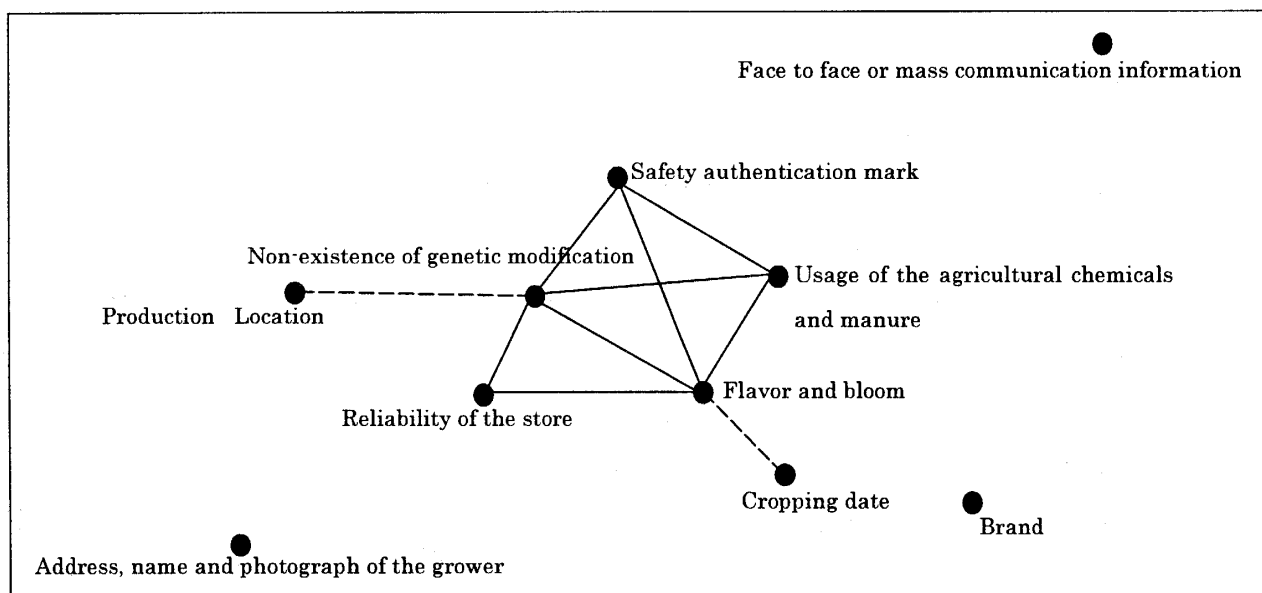 Face to face or mass communication information
Safety authentication mark
Non-existence of genetic modification
Usage of the agricultural chemicals
and manure
Production Location
Flavor and bloom
Reliability of the store
Cropping date
Brand
Address, name and photograph of the grower